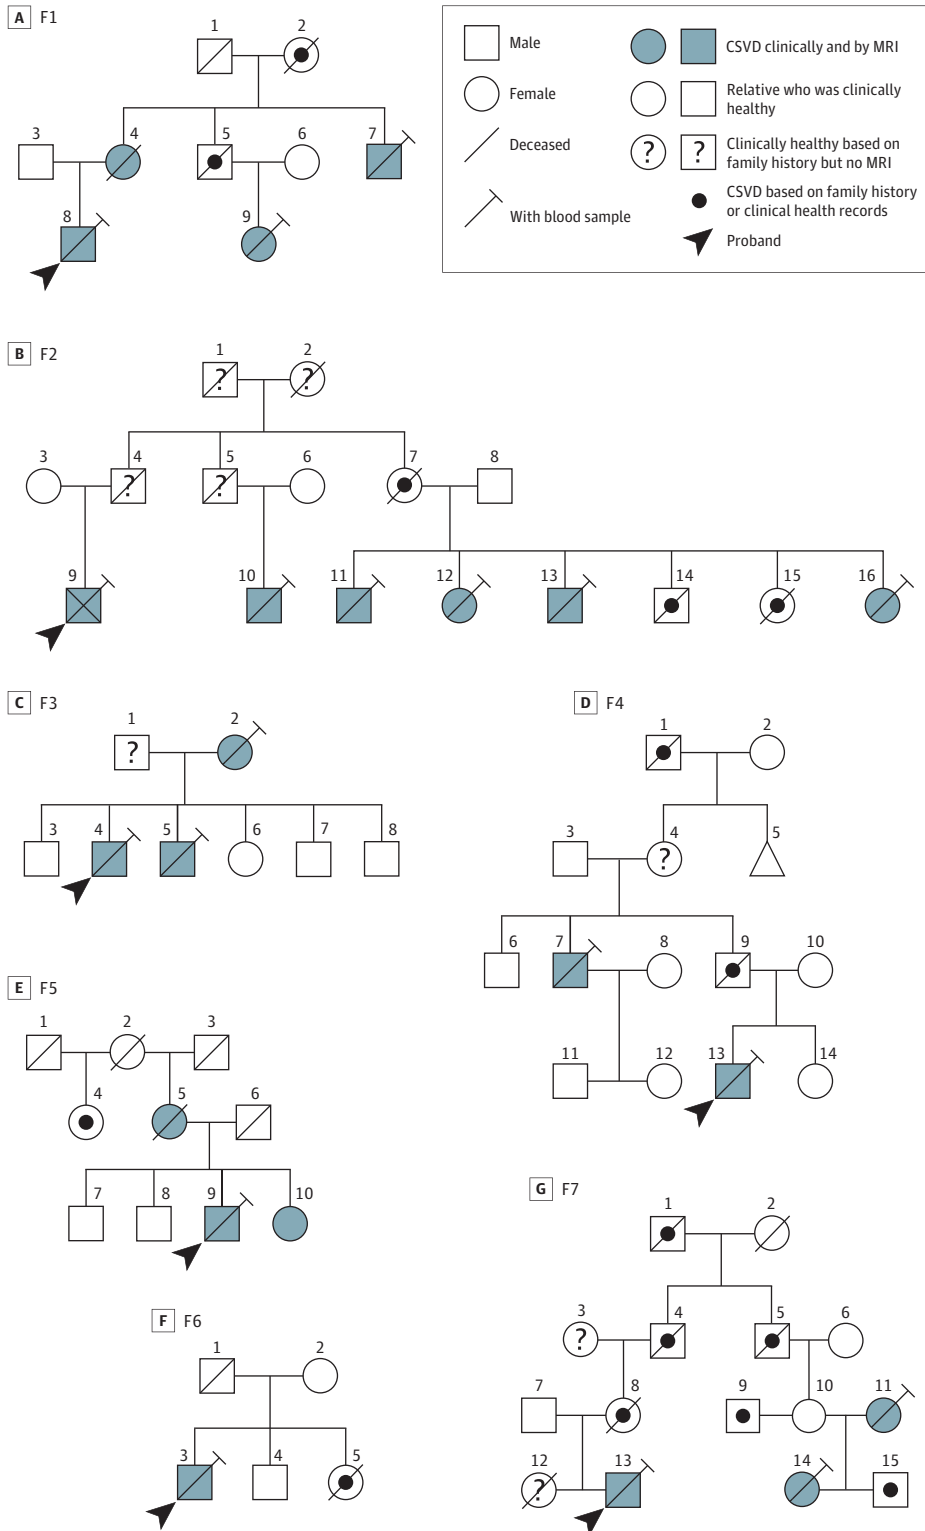 A F1
1 2
3 4 5 6 7
8 9
Male
Female
Deceased
With blood sample
CSVD clinically and by MRI
Relative who was clinically
healthy
? ? Clinically healthy based on
family history but no MRI
CSVD based on family history
or clinical health records
Proband
B F2
1 2
? ?
3 4 5 6 7 8
? ?
9 10 11 12 13 14 15 16
C F3
1 2
?
3 4 5 6 7 8
D F4
1 2
3 4 5
?
6 7 8 9 10
11 12 13 14
E F5
1 2 3
4 5 6
7 8 9 10
F F6
1 2
3 4 5
G F7
1 2
3 4 5 6
?
7 8 9 10 11
12 13 14 15
?